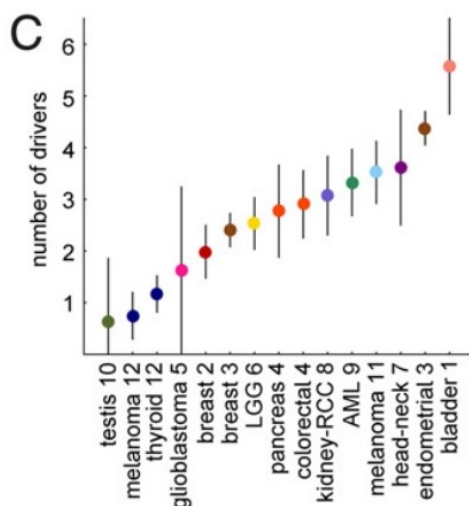 C
number of drivers
6
5
4
3
2
1
testis 10
melanoma 12
thyroid 12
glioblastoma 5
breast 2
breast 3
LGG 6
pancreas 4
colorectal 4
kidney-RCC 8
AML 9
melanoma 11
head-neck 7
endometrial 3
bladder 1